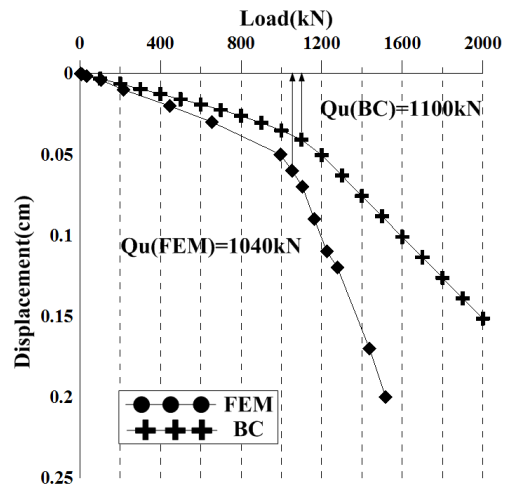 Load(kN)
0 400 800 1200 1600 2000
0
0.05
0.1
0.15
0.2
0.25
Displacement(cm)
Qu(BC)=1100kN
Qu(FEM)=1040kN
FEM
BC